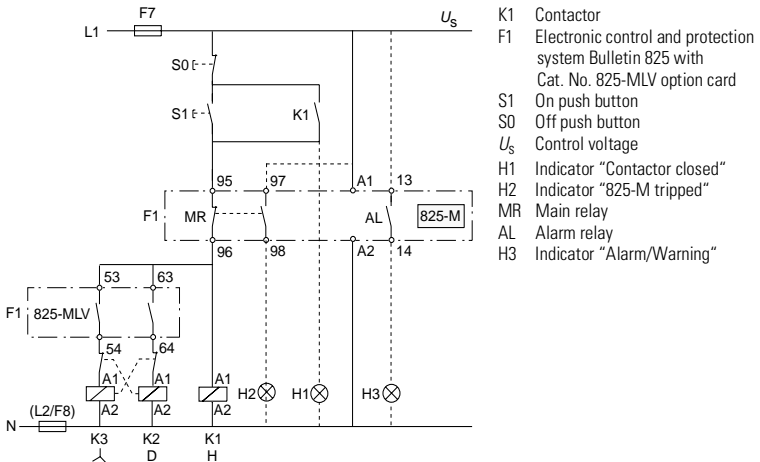 F7
U_S
L1
S0
S1
K1
95
97
A1
13
F1
MR
AL
825-M
96
98
A2
14
53
63
F1
825-MLV
54
64
A1
A1
A1
H2
H1
H3
A2
A2
A2
(L2/F8)
N
K3
K2
K1
D
H
K1 Contactor
F1 Electronic control and protection
system Bulletin 825 with
Cat. No. 825-MLV option card
S1 On push button
S0 Off push button
U_S Control voltage
H1 Indicator “Contactor closed“
H2 Indicator “825-M tripped“
MR Main relay
AL Alarm relay
H3 Indicator “Alarm/Warning“